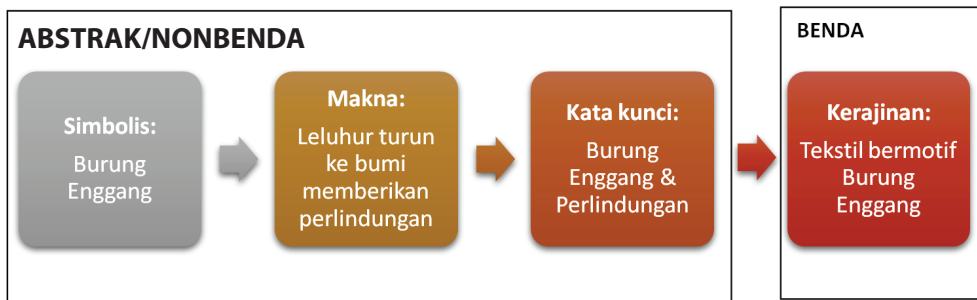 ABSTRAK/NONBENDA
BENDA
Simbolis:
Burung
Enggang
Makna:
Leluhur turun
ke bumi
memberikan
perlindungan
Kata kunci:
Burung
Enggang &
Perlindungan
Kerajinan:
Tekstil bermotif
Burung
Enggang